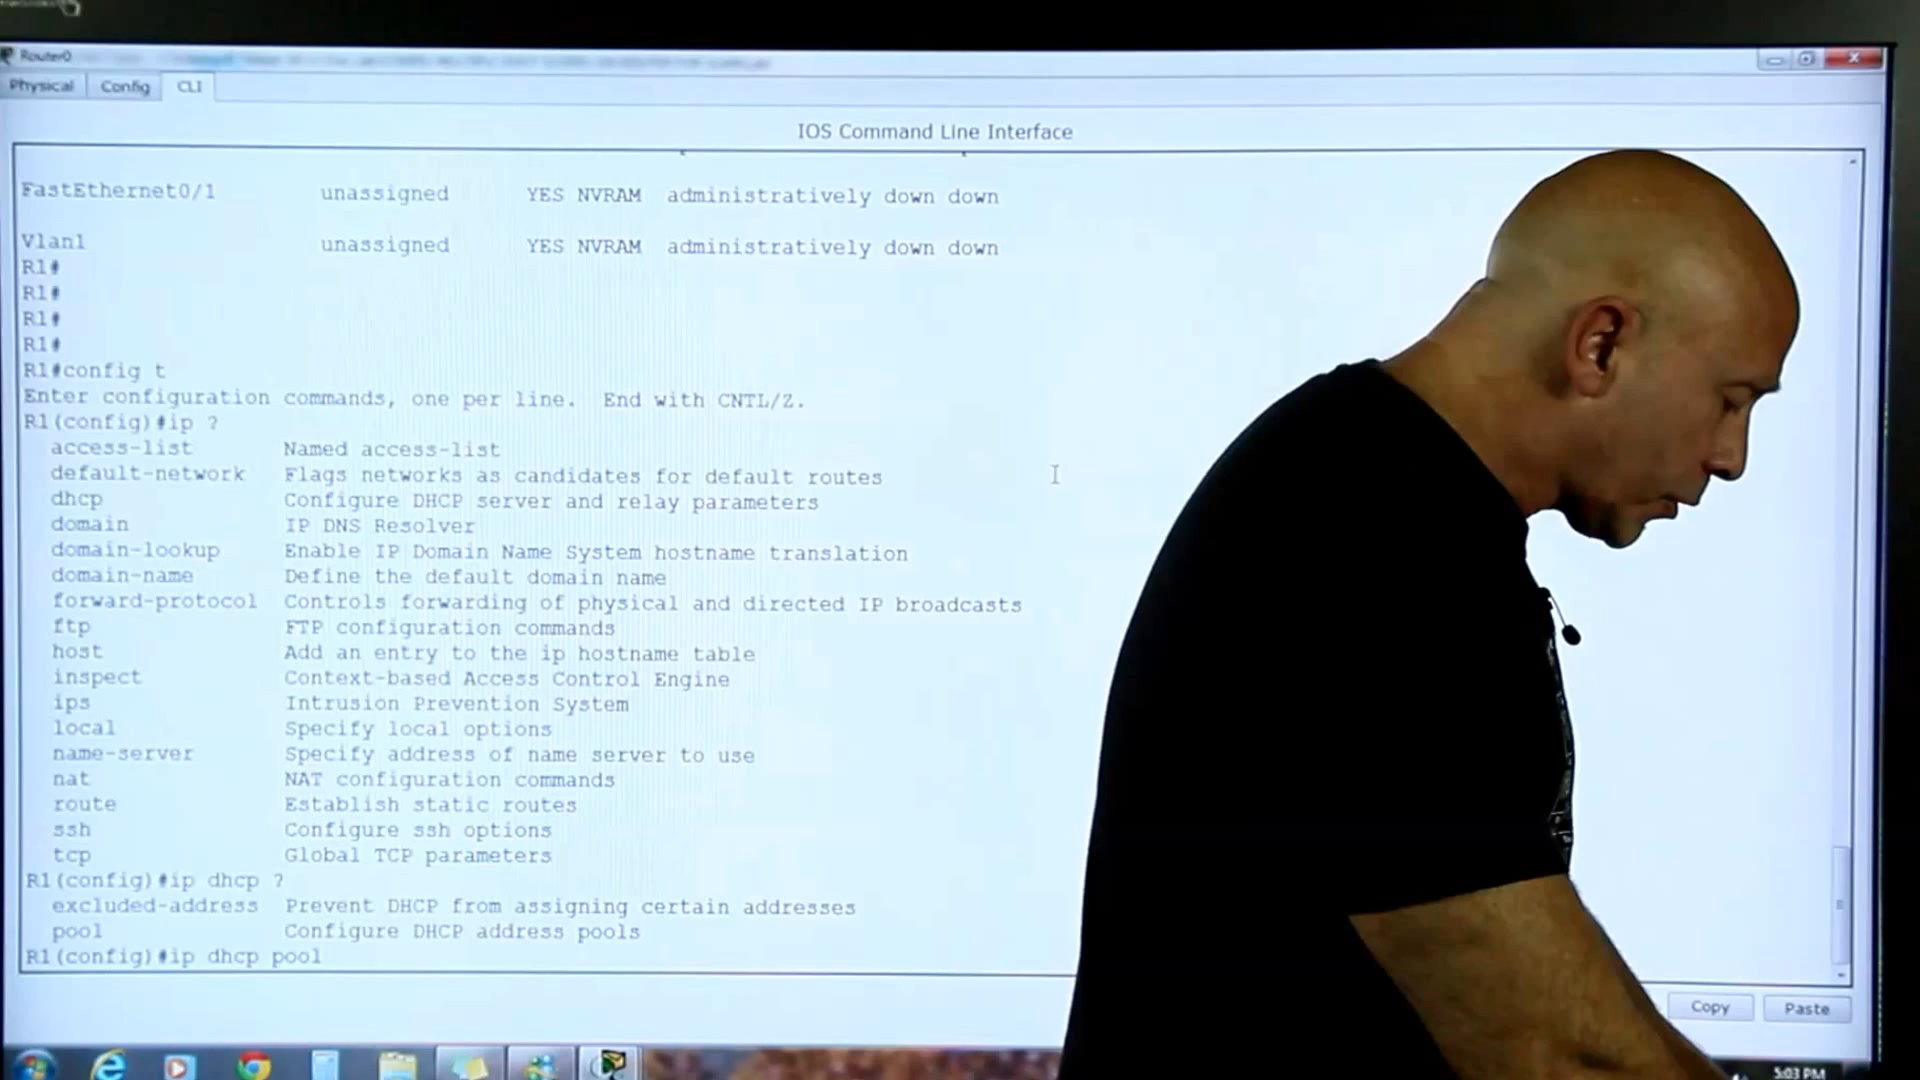 Router0
Physical Config CLI
IOS Command Line Interface
FastEthernet0/1 unassigned YES NVRAM administratively down down
Vlan1 unassigned YES NVRAM administratively down down
R1#
R1#
R1#
R1#
R1#config t
Enter configuration commands, one per line. End with CNTL/Z.
R1(config)#ip ?
access-list Named access-list
default-network Flags networks as candidates for default routes
dhcp Configure DHCP server and relay parameters
domain IP DNS Resolver
domain-lookup Enable IP Domain Name System hostname translation
domain-name Define the default domain name
forward-protocol Controls forwarding of physical and directed IP broadcasts
ftp FTP configuration commands
host Add an entry to the ip hostname table
inspect Context-based Access Control Engine
ips Intrusion Prevention System
local Specify local options
name-server Specify address of name server to use
nat NAT configuration commands
route Establish static routes
ssh Configure ssh options
tcp Global TCP parameters
R1(config)#ip dhcp ?
excluded-address Prevent DHCP from assigning certain addresses
pool Configure DHCP address pools
R1(config)#ip dhcp pool
Copy Paste
5:03 PM